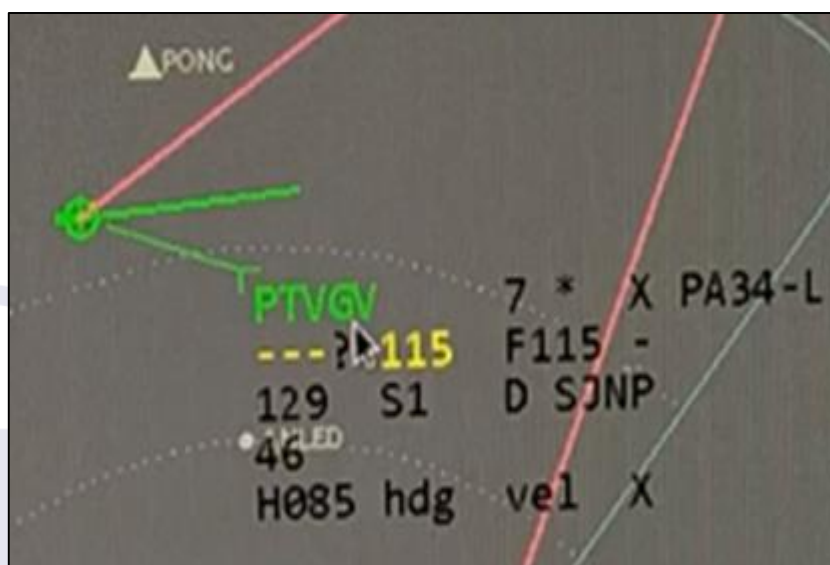 PONG
PTVGV 7 * X PA34-L
---? 115 F115 -
129 S1 D SJNP
46
H085 hdg vel X